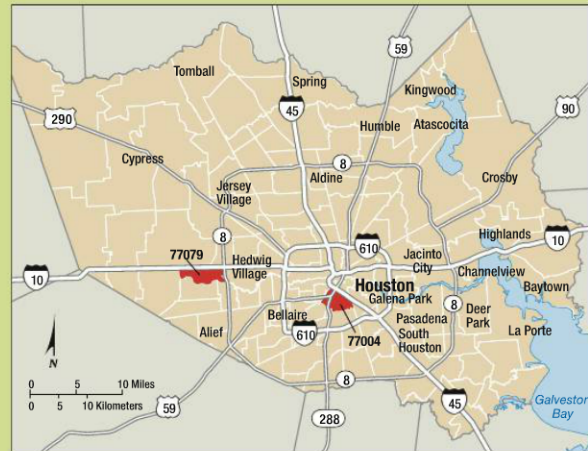 59
Tomball
Spring
Kingwood
290
45
90
Humble
Atascocita
Cypress
8
Aldine
Crosby
Jersey
Village
8
610
Highlands
10
77079
Hedwig
Village
Jacinto
City
Channelview
10
Houston
Galena Park
Baytown
8
Deer
Park
Bellaire
Pasadena
La Porte
Alief
610
77004
South
Houston
N
0 5 10 Miles
0 5 10 Kilometers
8
59
288
45
Galveston
Bay